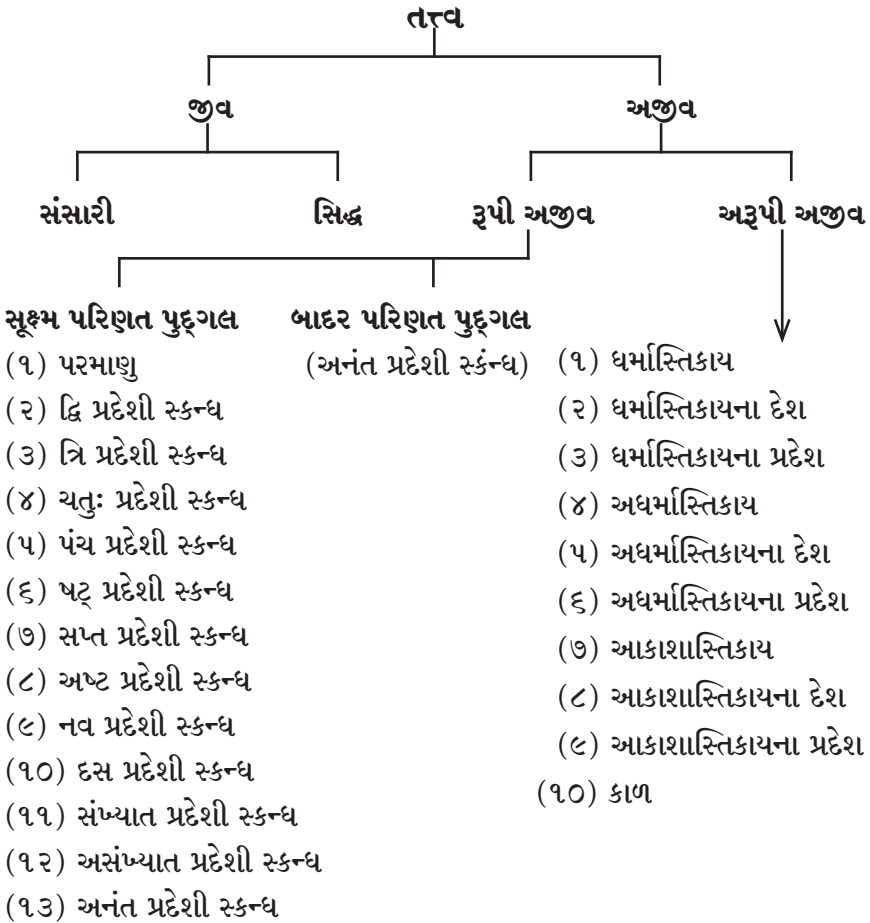 તત્ત્વ
જીવ
અજીવ
સંસારી
સિદ્ધ
રૂપી અજીવ
અરૂપી અજીવ
સૂક્ષ્મ પરિણત પુદ્ગલ
(૧) પરમાણુ
(૨) દ્વિ પ્રદેશી સ્કન્ધ
(૩) ત્રિ પ્રદેશી સ્કન્ધ
(૪) ચતુઃ પ્રદેશી સ્કન્ધ
(૫) પંચ પ્રદેશી સ્કન્ધ
(૬) ષટ્ પ્રદેશી સ્કન્ધ
(૭) સપ્ત પ્રદેશી સ્કન્ધ
(૮) અષ્ટ પ્રદેશી સ્કન્ધ
(૯) નવ પ્રદેશી સ્કન્ધ
(૧૦) દસ પ્રદેશી સ્કન્ધ
(૧૧) સંખ્યાત પ્રદેશી સ્કન્ધ
(૧૨) અસંખ્યાત પ્રદેશી સ્કન્ધ
(૧૩) અનંત પ્રદેશી સ્કન્ધ
બાદર પરિણત પુદ્ગલ
(અનંત પ્રદેશી સ્કંન્ધ)
(૧) ધર્માસ્તિકાય
(૨) ધર્માસ્તિકાયના દેશ
(૩) ધર્માસ્તિકાયના પ્રદેશ
(૪) અધર્માસ્તિકાય
(૫) અધર્માસ્તિકાયના દેશ
(૬) અધર્માસ્તિકાયના પ્રદેશ
(૭) આકાશાસ્તિકાય
(૮) આકાશાસ્તિકાયના દેશ
(૯) આકાશાસ્તિકાયના પ્રદેશ
(૧૦) કાળ